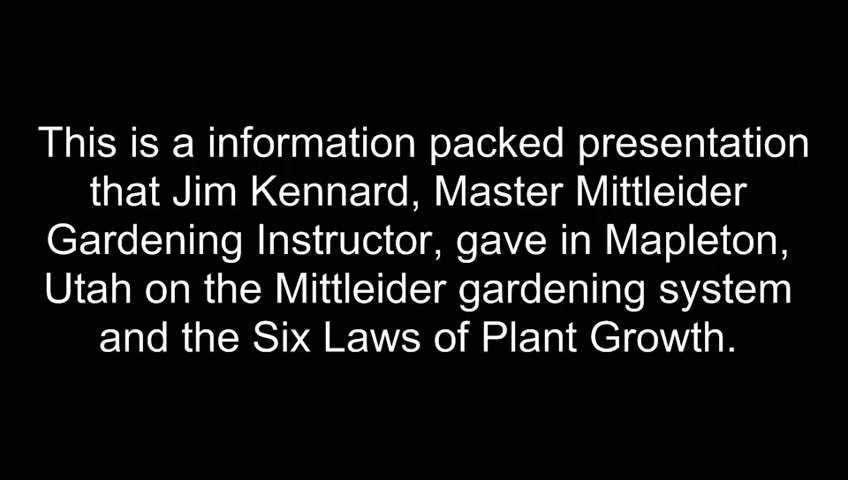 This is a information packed presentation
that Jim Kennard, Master Mittleider
Gardening Instructor, gave in Mapleton,
Utah on the Mittleider gardening system
and the Six Laws of Plant Growth.